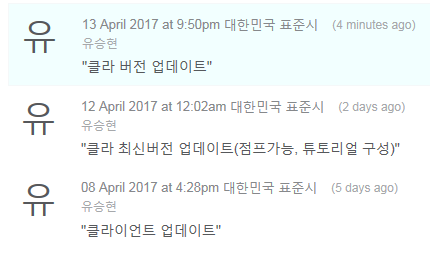 유
13 April 2017 at 9:50pm 대한민국 표준시 (4 minutes ago)
유승현
"클라 버전 업데이트"
유
12 April 2017 at 12:02am 대한민국 표준시 (2 days ago)
유승현
"클라 최신버전 업데이트(점프가능, 튜토리얼 구성)"
유
08 April 2017 at 4:28pm 대한민국 표준시 (5 days ago)
유승현
"클라이언트 업데이트"